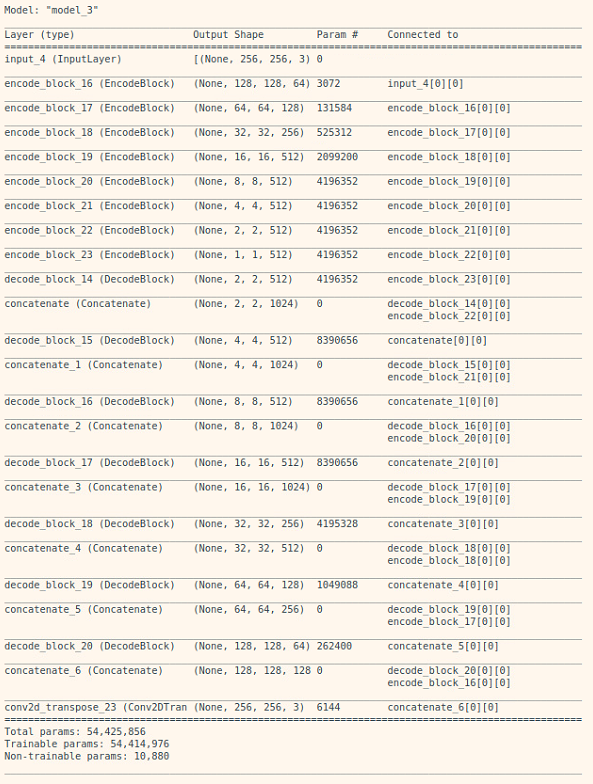 Model: "model_3"
Layer (type) Output Shape Param # Connected to
input_4 (InputLayer) [(None, 256, 256, 3) 0
encode_block_16 (EncodeBlock) (None, 128, 128, 64) 3072 input_4[0][0]
encode_block_17 (EncodeBlock) (None, 64, 64, 128) 131584 encode_block_16[0][0]
encode_block_18 (EncodeBlock) (None, 32, 32, 256) 525312 encode_block_17[0][0]
encode_block_19 (EncodeBlock) (None, 16, 16, 512) 2099200 encode_block_18[0][0]
encode_block_20 (EncodeBlock) (None, 8, 8, 512) 4196352 encode_block_19[0][0]
encode_block_21 (EncodeBlock) (None, 4, 4, 512) 4196352 encode_block_20[0][0]
encode_block_22 (EncodeBlock) (None, 2, 2, 512) 4196352 encode_block_21[0][0]
encode_block_23 (EncodeBlock) (None, 1, 1, 512) 4196352 encode_block_22[0][0]
decode_block_14 (DecodeBlock) (None, 2, 2, 512) 4196352 encode_block_23[0][0]
concatenate (Concatenate) (None, 2, 2, 1024) 0 decode_block_14[0][0]
encode_block_22[0][0]
decode_block_15 (DecodeBlock) (None, 4, 4, 512) 8390656 concatenate[0][0]
concatenate_1 (Concatenate) (None, 4, 4, 1024) 0 decode_block_15[0][0]
encode_block_21[0][0]
decode_block_16 (DecodeBlock) (None, 8, 8, 512) 8390656 concatenate_1[0][0]
concatenate_2 (Concatenate) (None, 8, 8, 1024) 0 decode_block_16[0][0]
encode_block_20[0][0]
decode_block_17 (DecodeBlock) (None, 16, 16, 512) 8390656 concatenate_2[0][0]
concatenate_3 (Concatenate) (None, 16, 16, 1024) 0 decode_block_17[0][0]
encode_block_19[0][0]
decode_block_18 (DecodeBlock) (None, 32, 32, 256) 4195328 concatenate_3[0][0]
concatenate_4 (Concatenate) (None, 32, 32, 512) 0 decode_block_18[0][0]
encode_block_18[0][0]
decode_block_19 (DecodeBlock) (None, 64, 64, 128) 1049088 concatenate_4[0][0]
concatenate_5 (Concatenate) (None, 64, 64, 256) 0 decode_block_19[0][0]
encode_block_17[0][0]
decode_block_20 (DecodeBlock) (None, 128, 128, 64) 262400 concatenate_5[0][0]
concatenate_6 (Concatenate) (None, 128, 128, 128 0 decode_block_20[0][0]
encode_block_16[0][0]
conv2d_transpose_23 (Conv2DTran (None, 256, 256, 3) 6144 concatenate_6[0][0]
Total params: 54,425,856
Trainable params: 54,414,976
Non-trainable params: 10,880